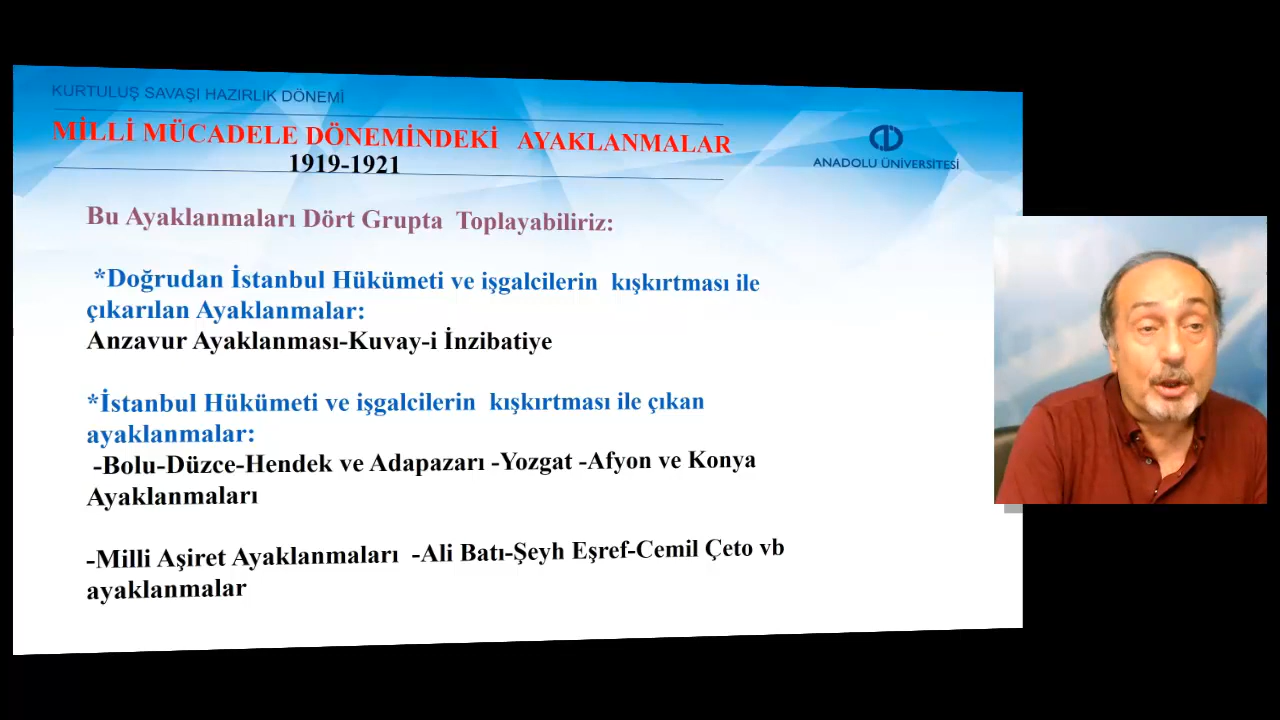 KURTULUŞ SAVAŞI HAZIRLIK DÖNEMİ
MİLLİ MÜCADELE DÖNEMİNDEKİ AYAKLANMALAR
1919-1921
ANADOLU ÜNİVERSİTESİ
Bu Ayaklanmaları Dört Grupta Toplayabiliriz:
*Doğrudan İstanbul Hükümeti ve işgalcilerin kışkırtması ile
çıkarılan Ayaklanmalar:
Anzavur Ayaklanması-Kuvay-i İnzibatiye
*İstanbul Hükümeti ve işgalcilerin kışkırtması ile çıkan
ayaklanmalar:
-Bolu-Düzce-Hendek ve Adapazarı -Yozgat -Afyon ve Konya
Ayaklanmaları
-Milli Aşiret Ayaklanmaları -Ali Batı-Şeyh Eşref-Cemil Çeto vb
ayaklanmalar